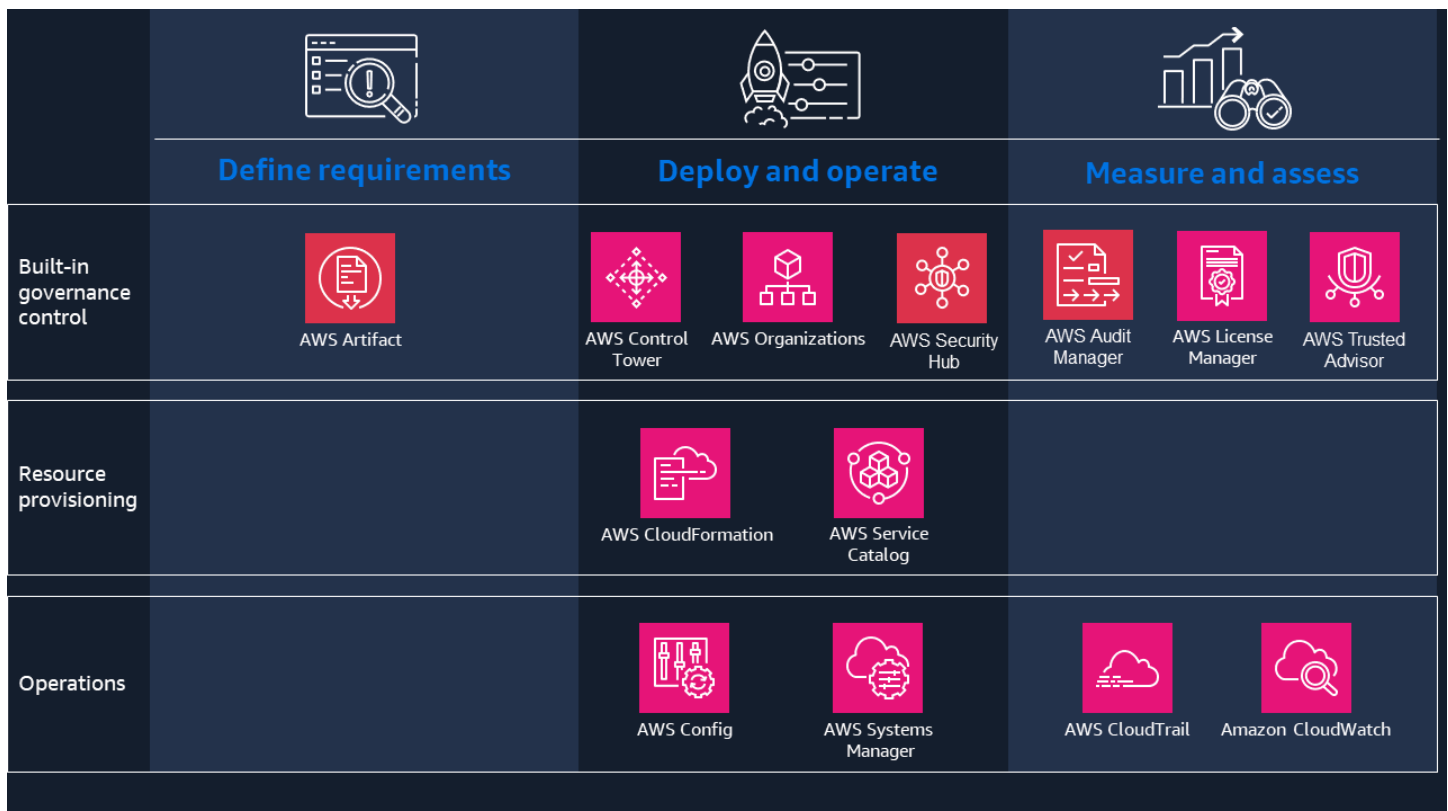 Define requirements
Deploy and operate
Measure and assess
Built-in
governance
control
AWS Artifact
AWS Control
Tower
AWS Organizations
AWS Security
Hub
AWS Audit
Manager
AWS License
Manager
AWS Trusted
Advisor
Resource
provisioning
AWS CloudFormation
AWS Service
Catalog
Operations
AWS Config
AWS Systems
Manager
AWS CloudTrail
Amazon CloudWatch